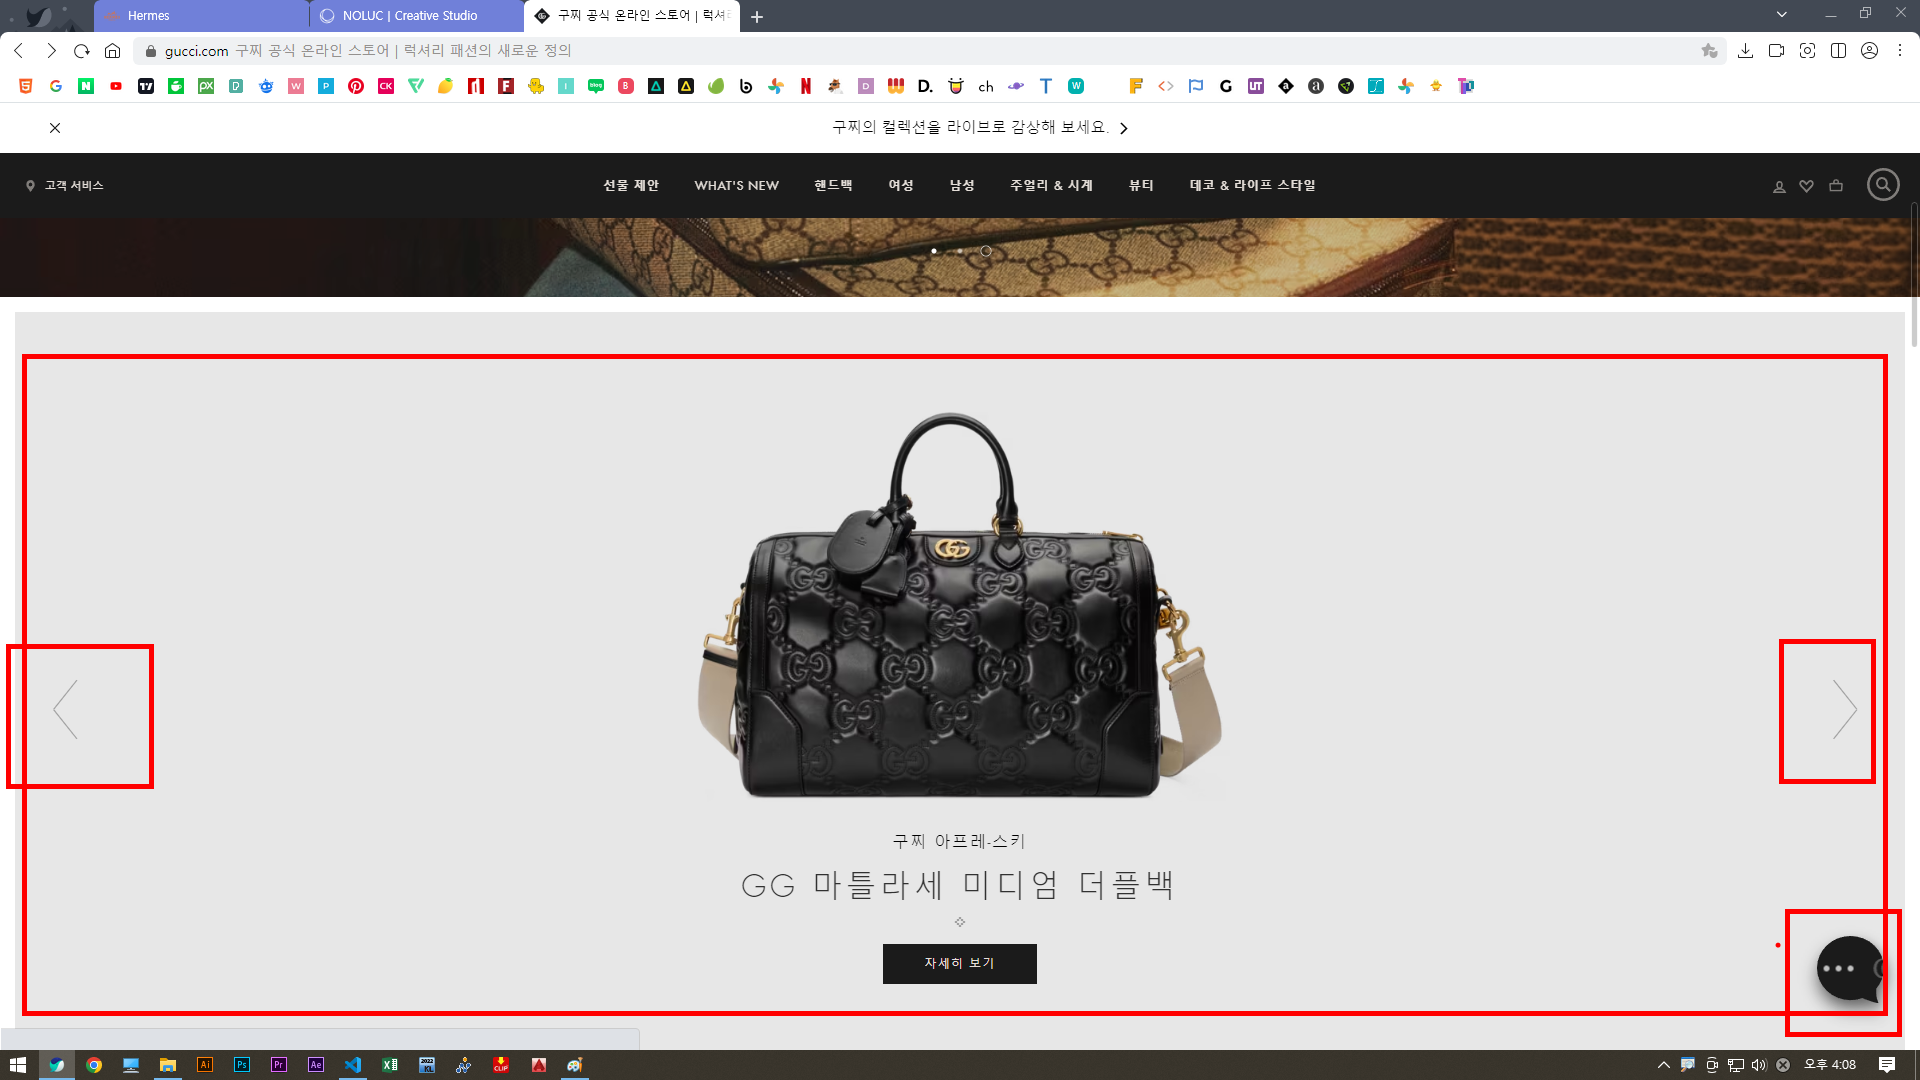 Hermes
NOLUC | Creative Studio
구찌 공식 온라인 스토어 | 럭셔리
gucci.com 구찌 공식 온라인 스토어 | 럭셔리 패션의 새로운 정의
구찌의 컬렉션을 라이브로 감상해 보세요.
고객 서비스
선물 제안
WHAT'S NEW
핸드백
여성
남성
주얼리 & 시계
뷰티
데코 & 라이프 스타일
구찌 아프레-스키
GG 마틀라세 미디엄 더플백
자세히 보기
오후 4:08